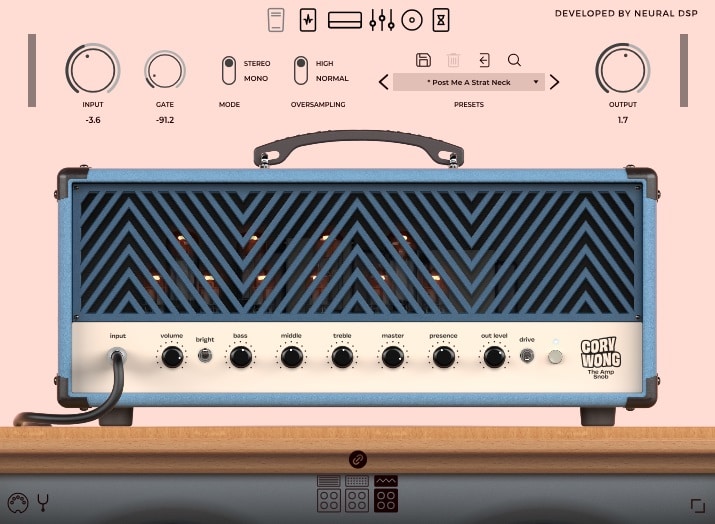 DEVELOPED BY NEURAL DSP
STEREO
MONO
HIGH
NORMAL
* Post Me A Strat Neck
INPUT
GATE
MODE
OVERSAMPLING
PRESETS
OUTPUT
-3.6
-91.2
1.7
input
volume
bright
bass
middle
treble
master
presence
out level
drive
CORY
WONG
The Amp
Snob